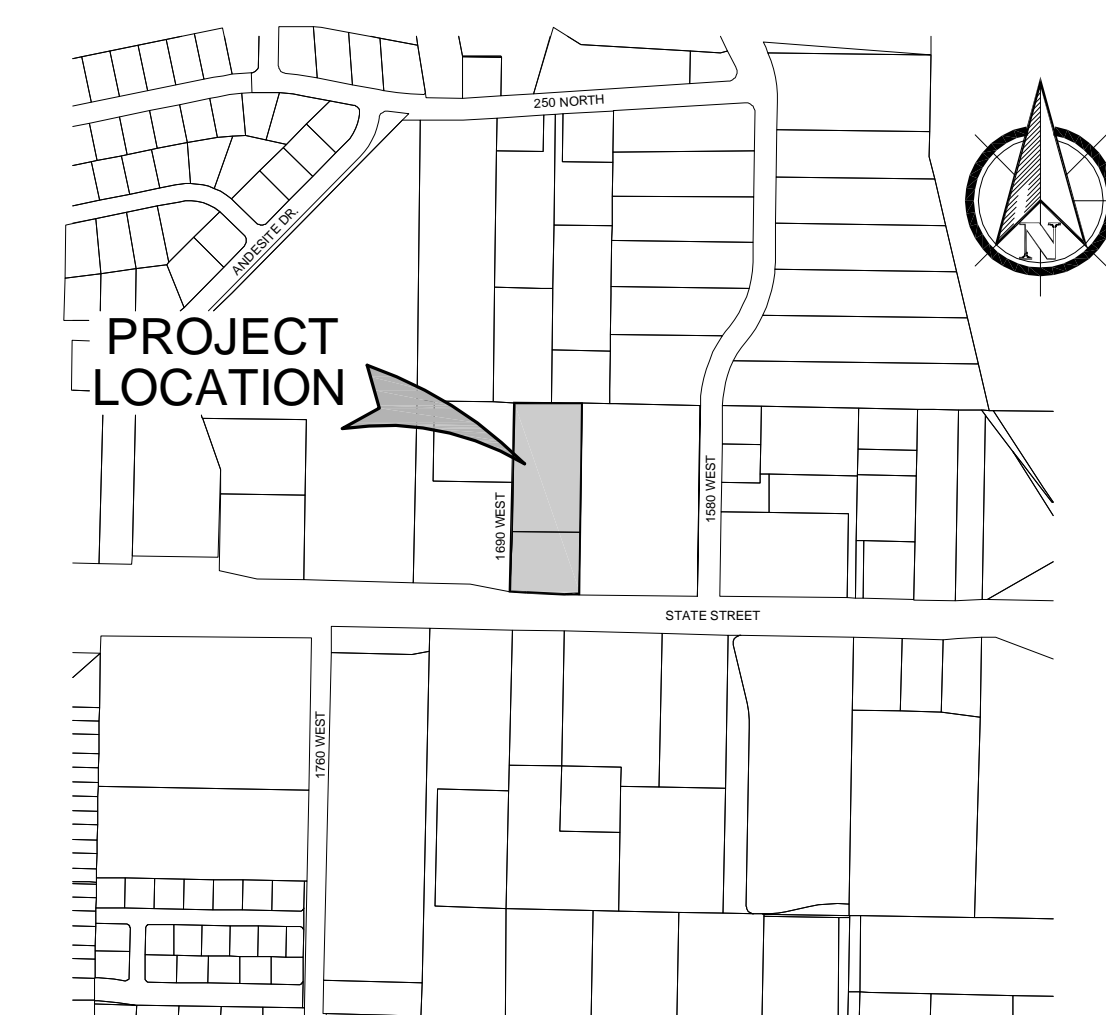 250 NORTH
N
ANDESITE DR.
PROJECT
LOCATION
1690 WEST
1580 WEST
STATE STREET
1760 WEST